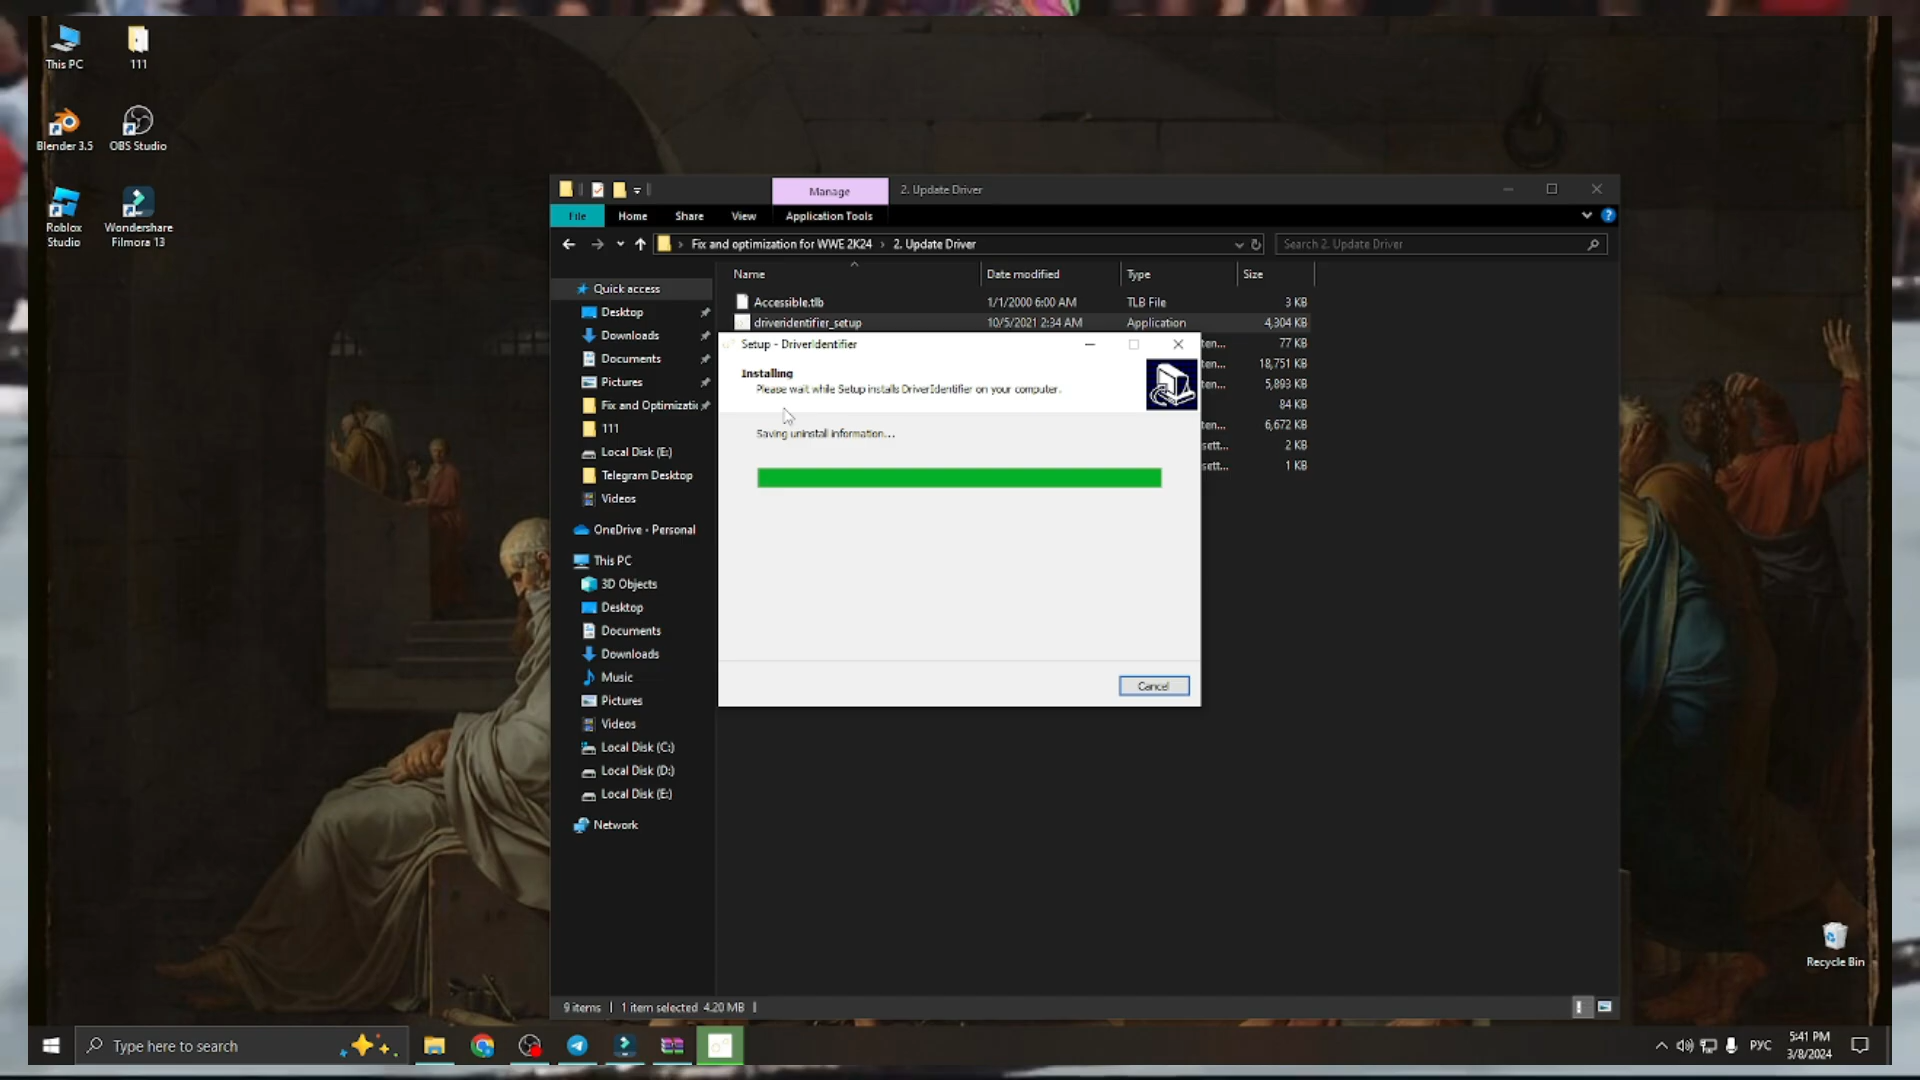 This PC
111
Blender 3.5
OBS Studio
Roblox
Studio
Wondershare
Filmora 13
Manage
2. Update Driver
File
Home
Share
View
Application Tools
Fix and optimization for WWE 2K24 › 2. Update Driver
Search 2. Update Driver
Name
Date modified
Type
Size
Accessible.tlb
1/1/2000 6:00 AM
TLB File
3 KB
driveridentifier_setup
10/5/2021 2:34 AM
Application
4,304 KB
ten...
77 KB
ten...
18,751 KB
ten...
5,893 KB
84 KB
ten...
6,672 KB
sett...
2 KB
sett...
1 KB
Quick access
Desktop
Downloads
Documents
Pictures
Fix and Optimizatic
111
Local Disk (E:)
Telegram Desktop
Videos
OneDrive - Personal
This PC
3D Objects
Desktop
Documents
Downloads
Music
Pictures
Videos
Local Disk (C:)
Local Disk (D:)
Local Disk (E:)
Network
Setup - DriverIdentifier
Installing
Please wait while Setup installs DriverIdentifier on your computer.
Saving uninstall information...
Cancel
9 items
1 item selected 4.20 MB
Recycle Bin
Type here to search
РУС
5:41 PM
3/8/2024